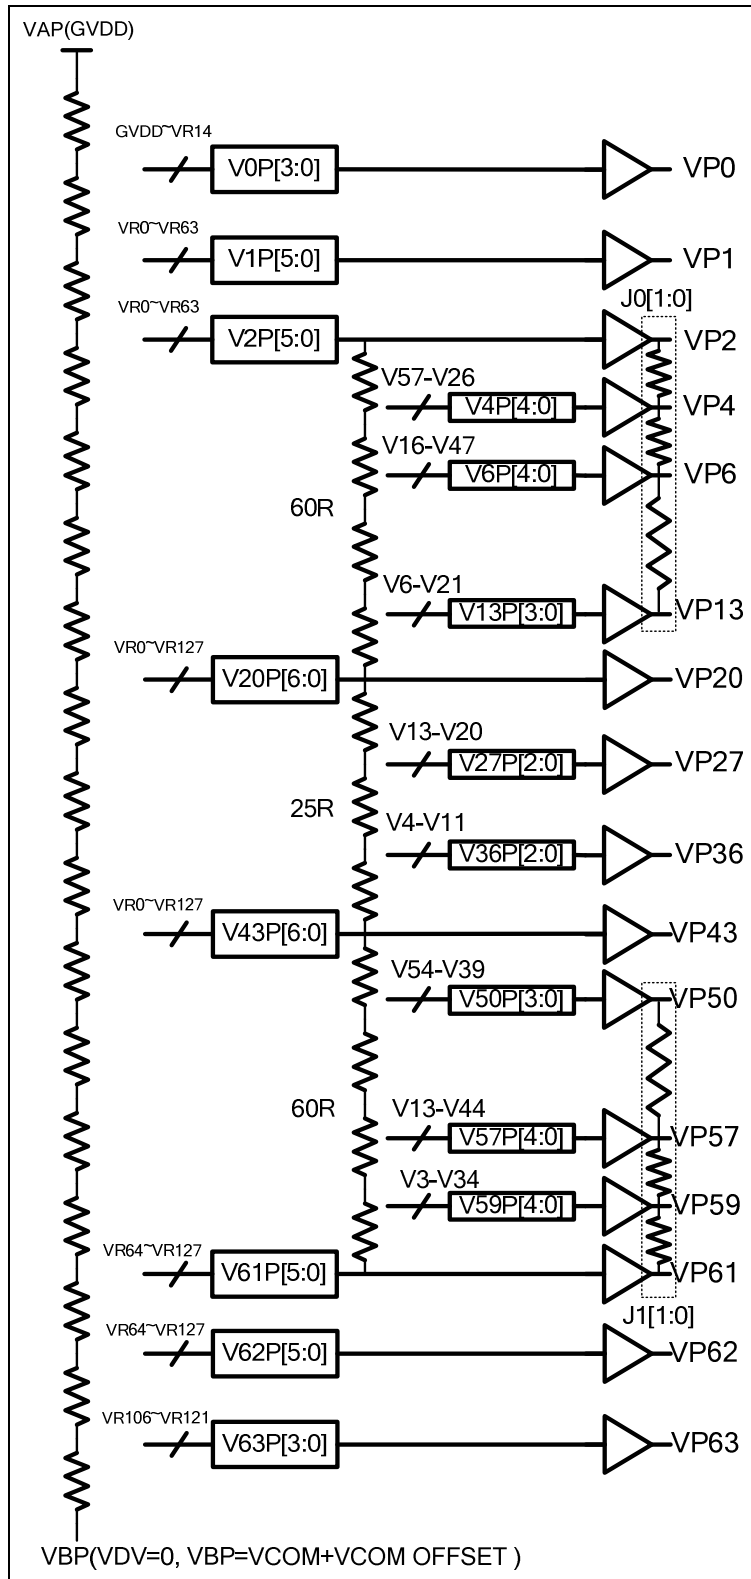 VAP(GVDD)
GVDD~VR14
V0P[3:0]
VP0
VR0~VR63
V1P[5:0]
VP1
J0[1:0]
VR0~VR63
V2P[5:0]
VP2
V57-V26
V4P[4:0]
VP4
V16-V47
V6P[4:0]
VP6
60R
V6-V21
V13P[3:0]
VP13
VR0~VR127
V20P[6:0]
VP20
V13-V20
V27P[2:0]
VP27
25R
V4-V11
V36P[2:0]
VP36
VR0~VR127
V43P[6:0]
VP43
V54-V39
V50P[3:0]
VP50
60R
V13-V44
V57P[4:0]
VP57
V3-V34
V59P[4:0]
VP59
VR64~VR127
V61P[5:0]
VP61
J1[1:0]
VR64~VR127
V62P[5:0]
VP62
VR106~VR121
V63P[3:0]
VP63
VBP(VDV=0, VBP=VCOM+VCOM OFFSET )